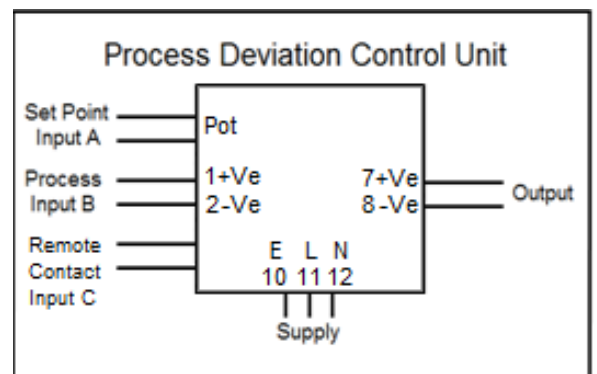 Process Deviation Control Unit
Set Point
Input A
Pot
Process
Input B
1+Ve
2-Ve
7+Ve
8-Ve
Output
Remote
Contact
Input C
E L N
10 11 12
Supply